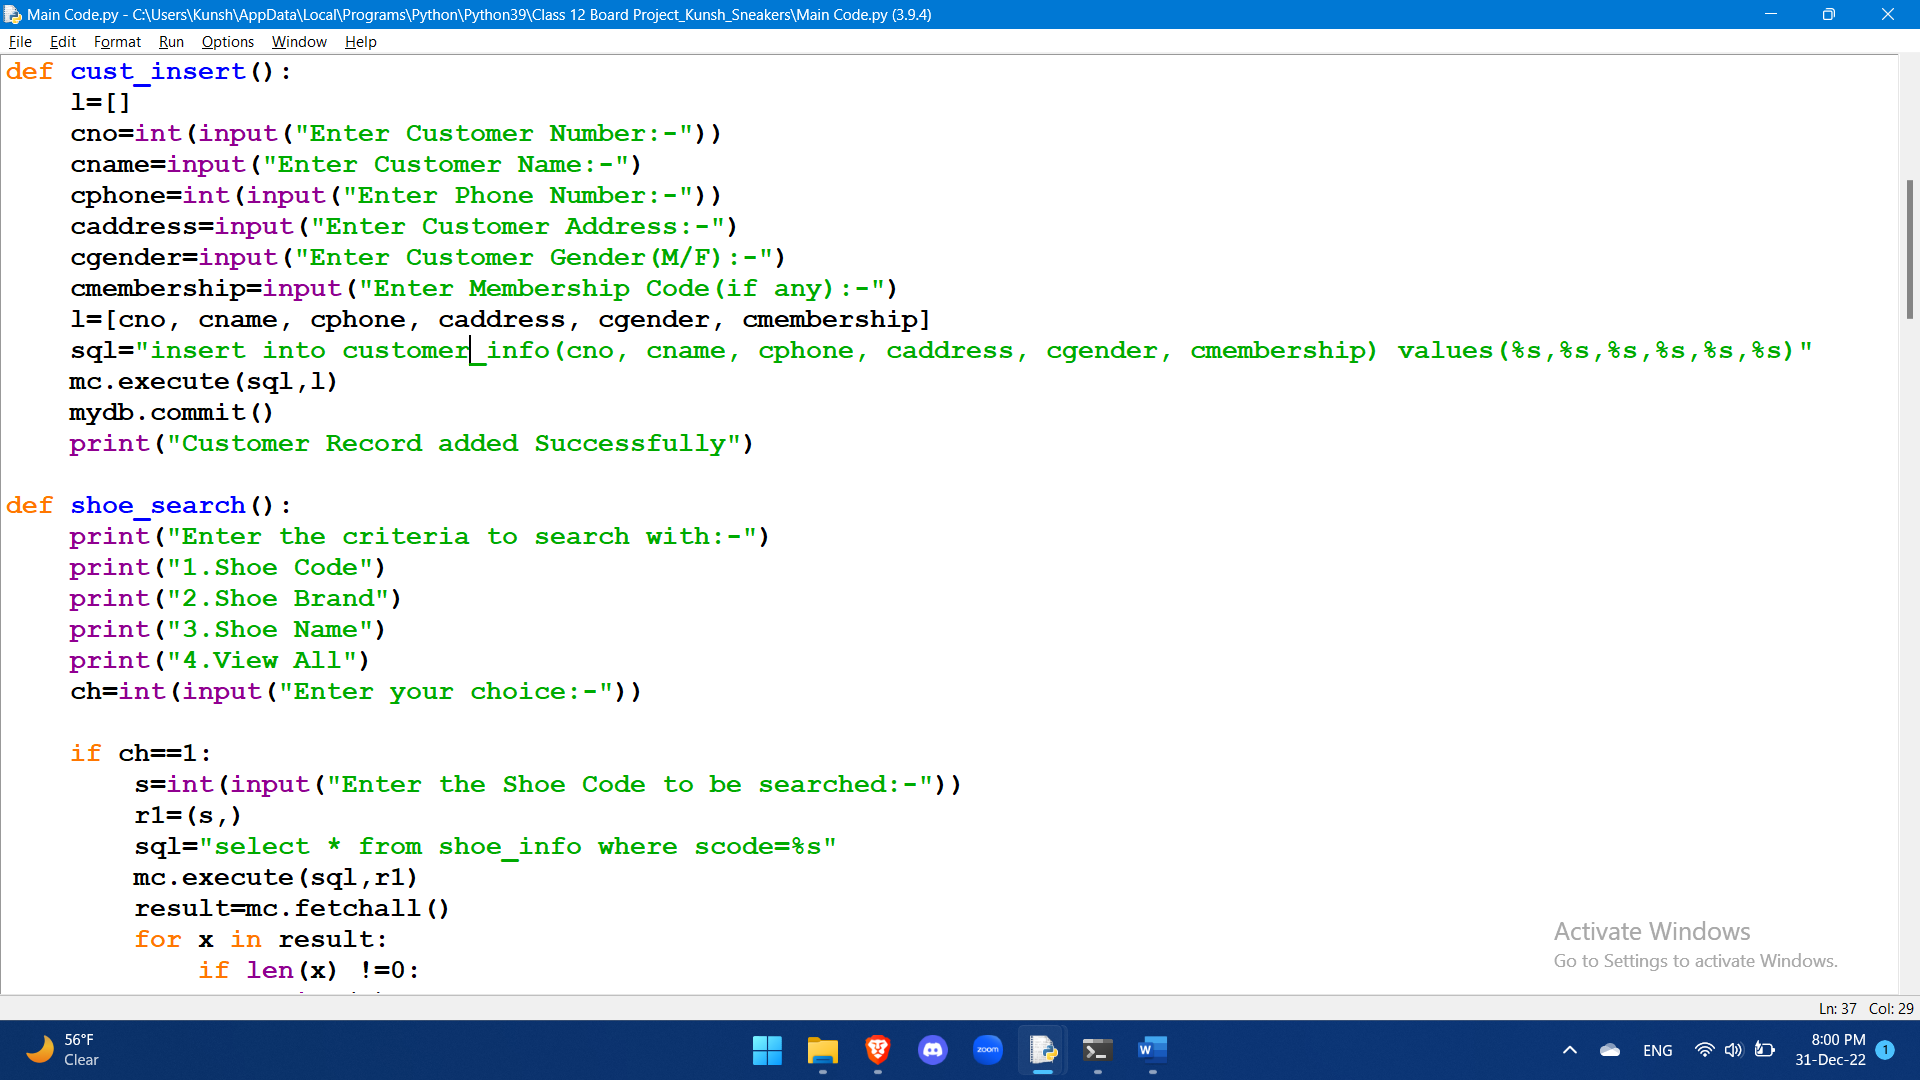 Main Code.py - C:\Users\Kunsh\AppData\Local\Programs\Python\Python39\Class 12 Board Project_Kunsh_Sneakers\Main Code.py (3.9.4)
File Edit Format Run Options Window Help
def cust_insert():
    l=[]
    cno=int(input("Enter Customer Number:-"))
    cname=input("Enter Customer Name:-")
    cphone=int(input("Enter Phone Number:-"))
    caddress=input("Enter Customer Address:-")
    cgender=input("Enter Customer Gender(M/F):-")
    cmembership=input("Enter Membership Code(if any):-")
    l=[cno, cname, cphone, caddress, cgender, cmembership]
    sql="insert into customer_info(cno, cname, cphone, caddress, cgender, cmembership) values(%s,%s,%s,%s,%s,%s)"
    mc.execute(sql,l)
    mydb.commit()
    print("Customer Record added Successfully")

def shoe_search():
    print("Enter the criteria to search with:-")
    print("1.Shoe Code")
    print("2.Shoe Brand")
    print("3.Shoe Name")
    print("4.View All")
    ch=int(input("Enter your choice:-"))

    if ch==1:
        s=int(input("Enter the Shoe Code to be searched:-"))
        r1=(s,)
        sql="select * from shoe_info where scode=%s"
        mc.execute(sql,r1)
        result=mc.fetchall()
        for x in result:
            if len(x) !=0:
Activate Windows
Go to Settings to activate Windows.
Ln: 37 Col: 29
56°F
Clear
zoom
W
ENG
8:00 PM
31-Dec-22
1